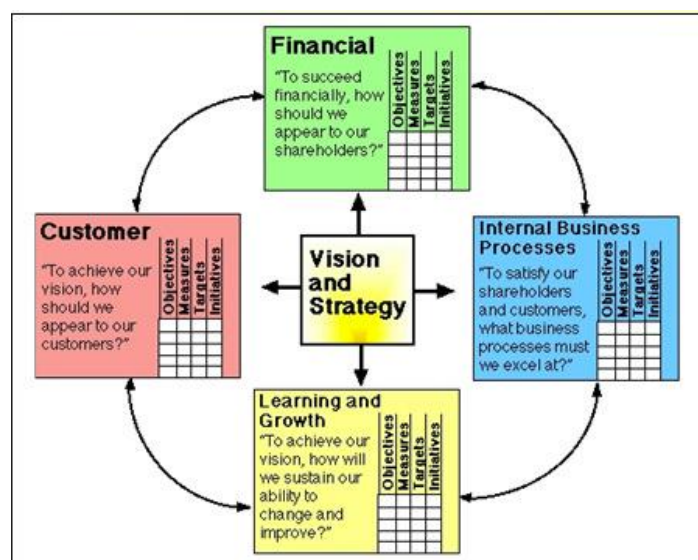 Financial
"To succeed
financially, how
should we
appear to our
shareholders?"
Objectives
Measures
Targets
Initiatives
Customer
"To achieve our
vision, how
should we
appear to our
customers?"
Objectives
Measures
Targets
Initiatives
Vision
and
Strategy
Internal Business
Processes
"To satisfy our
shareholders
and customers,
what business
processes must
we excel at?"
Objectives
Measures
Targets
Initiatives
Learning and
Growth
"To achieve our
vision, how will
we sustain our
ability to
change and
improve?"
Objectives
Measures
Targets
Initiatives